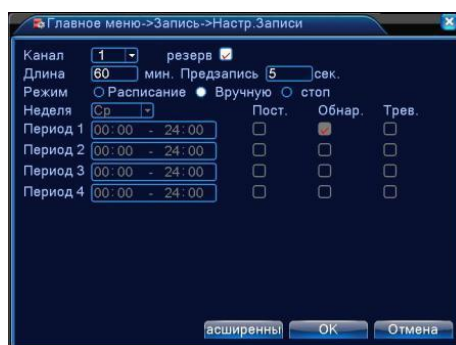 Главное меню->Запись->Настр.Записи
Канал 1 резерв
Длина 60 мин. Предзапись 5 сек.
Режим Расписание Вручную стоп
Неделя Ср Пост. Обнар. Трев.
Период 1 00:00 - 24:00
Период 2 00:00 - 24:00
Период 3 00:00 - 24:00
Период 4 00:00 - 24:00
асширенны OK Отмена